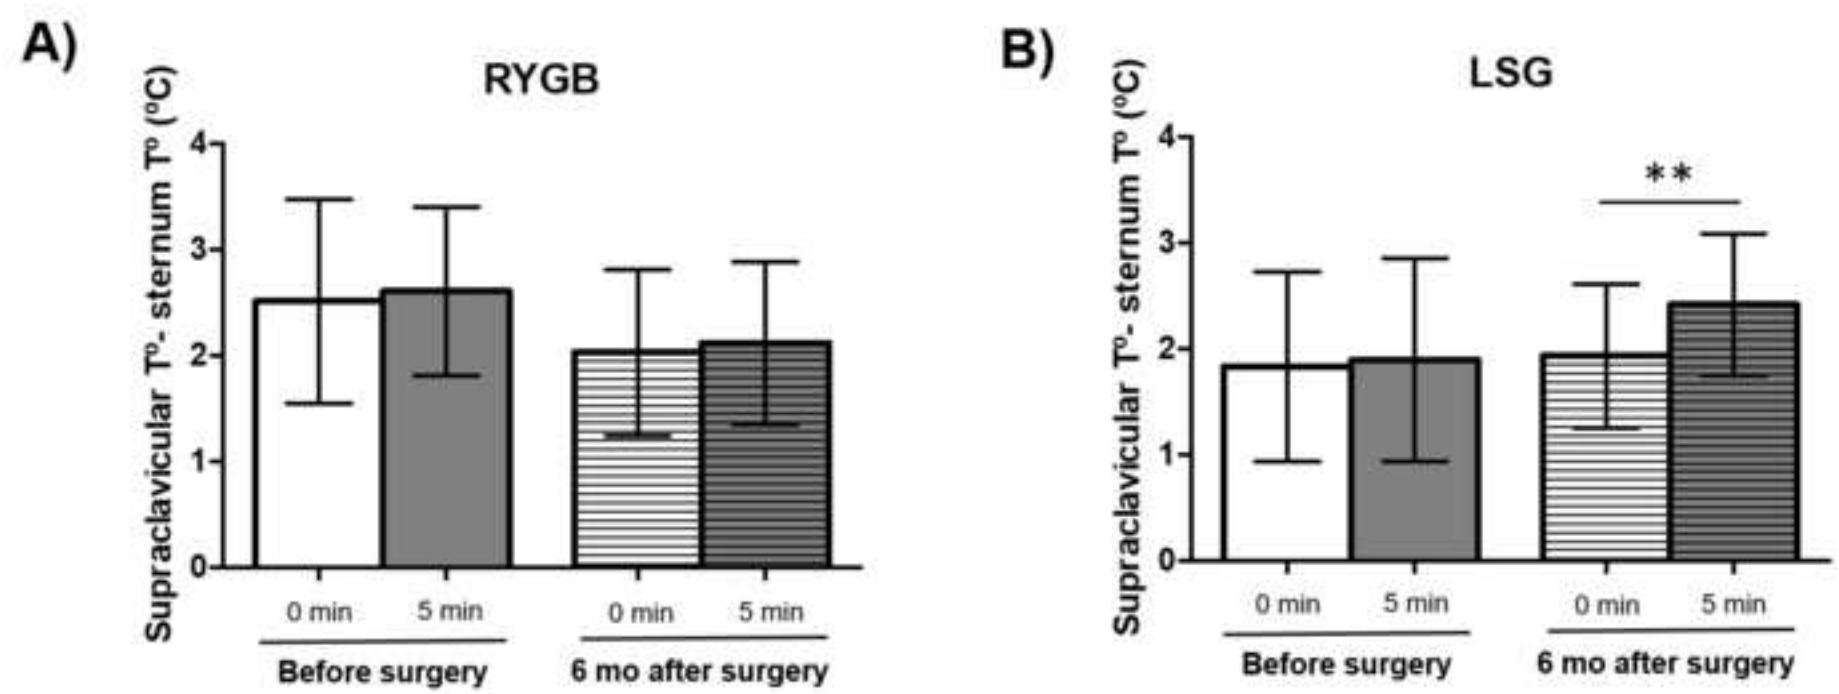 A)
RYGB
Supraclavicular Tº- sternum Tº (ºC)
4
3
2
1
0
0 min
5 min
0 min
5 min
Before surgery
6 mo after surgery
B)
LSG
Supraclavicular Tº- sternum Tº (ºC)
4
3
2
1
0
**
0 min
5 min
0 min
5 min
Before surgery
6 mo after surgery